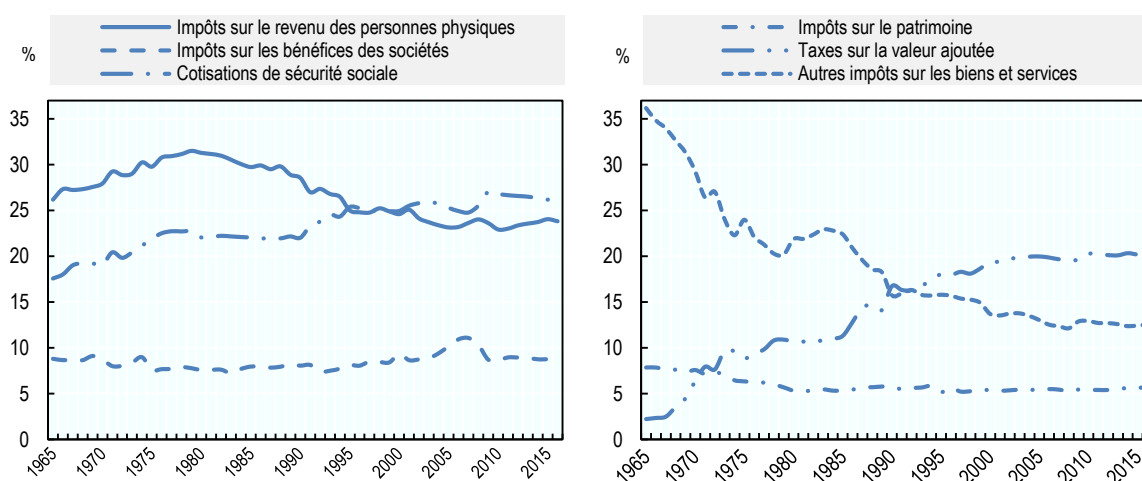 Impôts sur le revenu des personnes physiques
Impôts sur les bénéfices des sociétés
Cotisations de sécurité sociale
%
35
30
25
20
15
10
5
0
1965 1970 1975 1980 1985 1990 1995 2000 2005 2010 2015
Impôts sur le patrimoine
Taxes sur la valeur ajoutée
Autres impôts sur les biens et services
%
35
30
25
20
15
10
5
0
1965 1970 1975 1980 1985 1990 1995 2000 2005 2010 2015